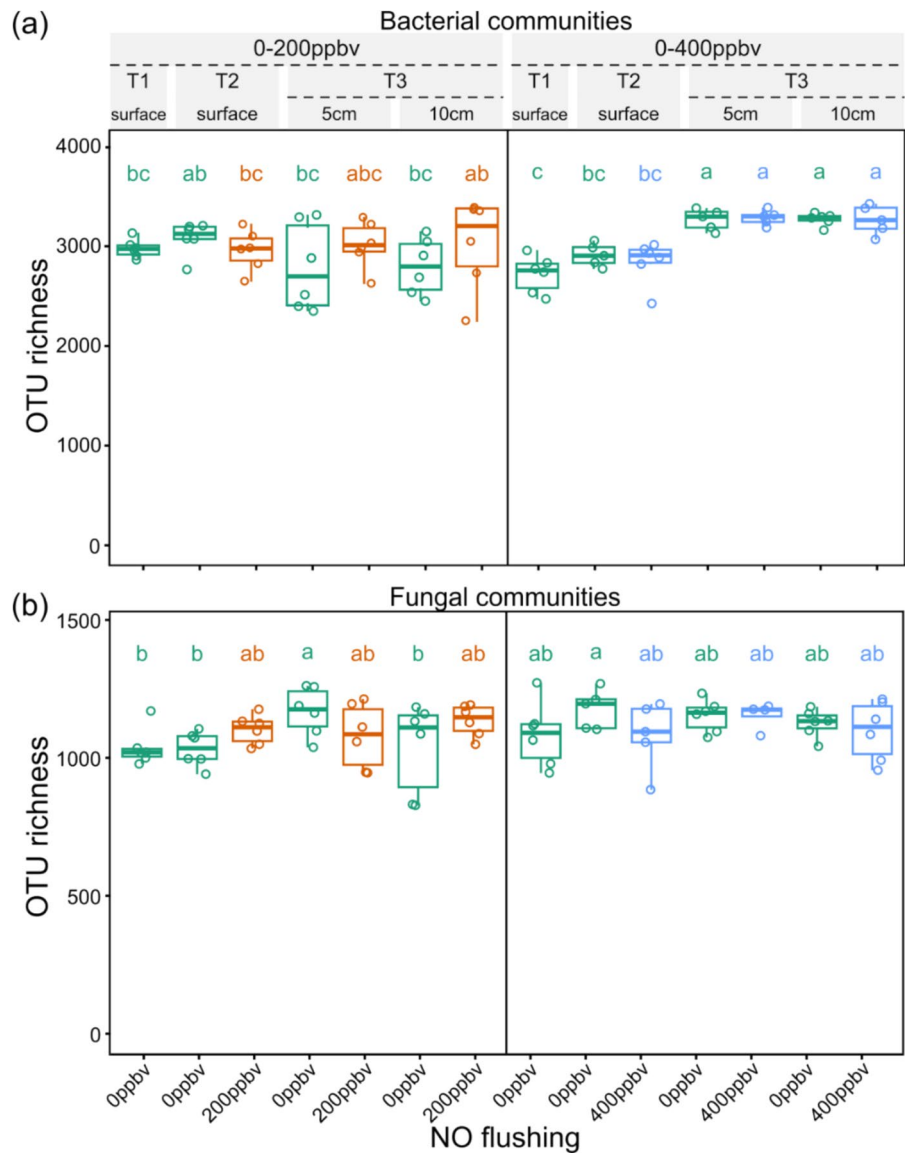 (a)
Bacterial communities
0-200ppbv 0-400ppbv
T1 T2 T3 T1 T2 T3
surface surface 5cm 10cm surface surface 5cm 10cm
4000
bc ab bc bc abc bc ab c bc bc a a a a
3000
2000
1000
0
OTU richness
(b)
Fungal communities
1500
b b ab a ab b ab ab a ab ab ab ab ab
1000
500
0
OTU richness
0ppbv 0ppbv 200ppbv 0ppbv 200ppbv 0ppbv 200ppbv 0ppbv 0ppbv 400ppbv 0ppbv 400ppbv 0ppbv 400ppbv
NO flushing